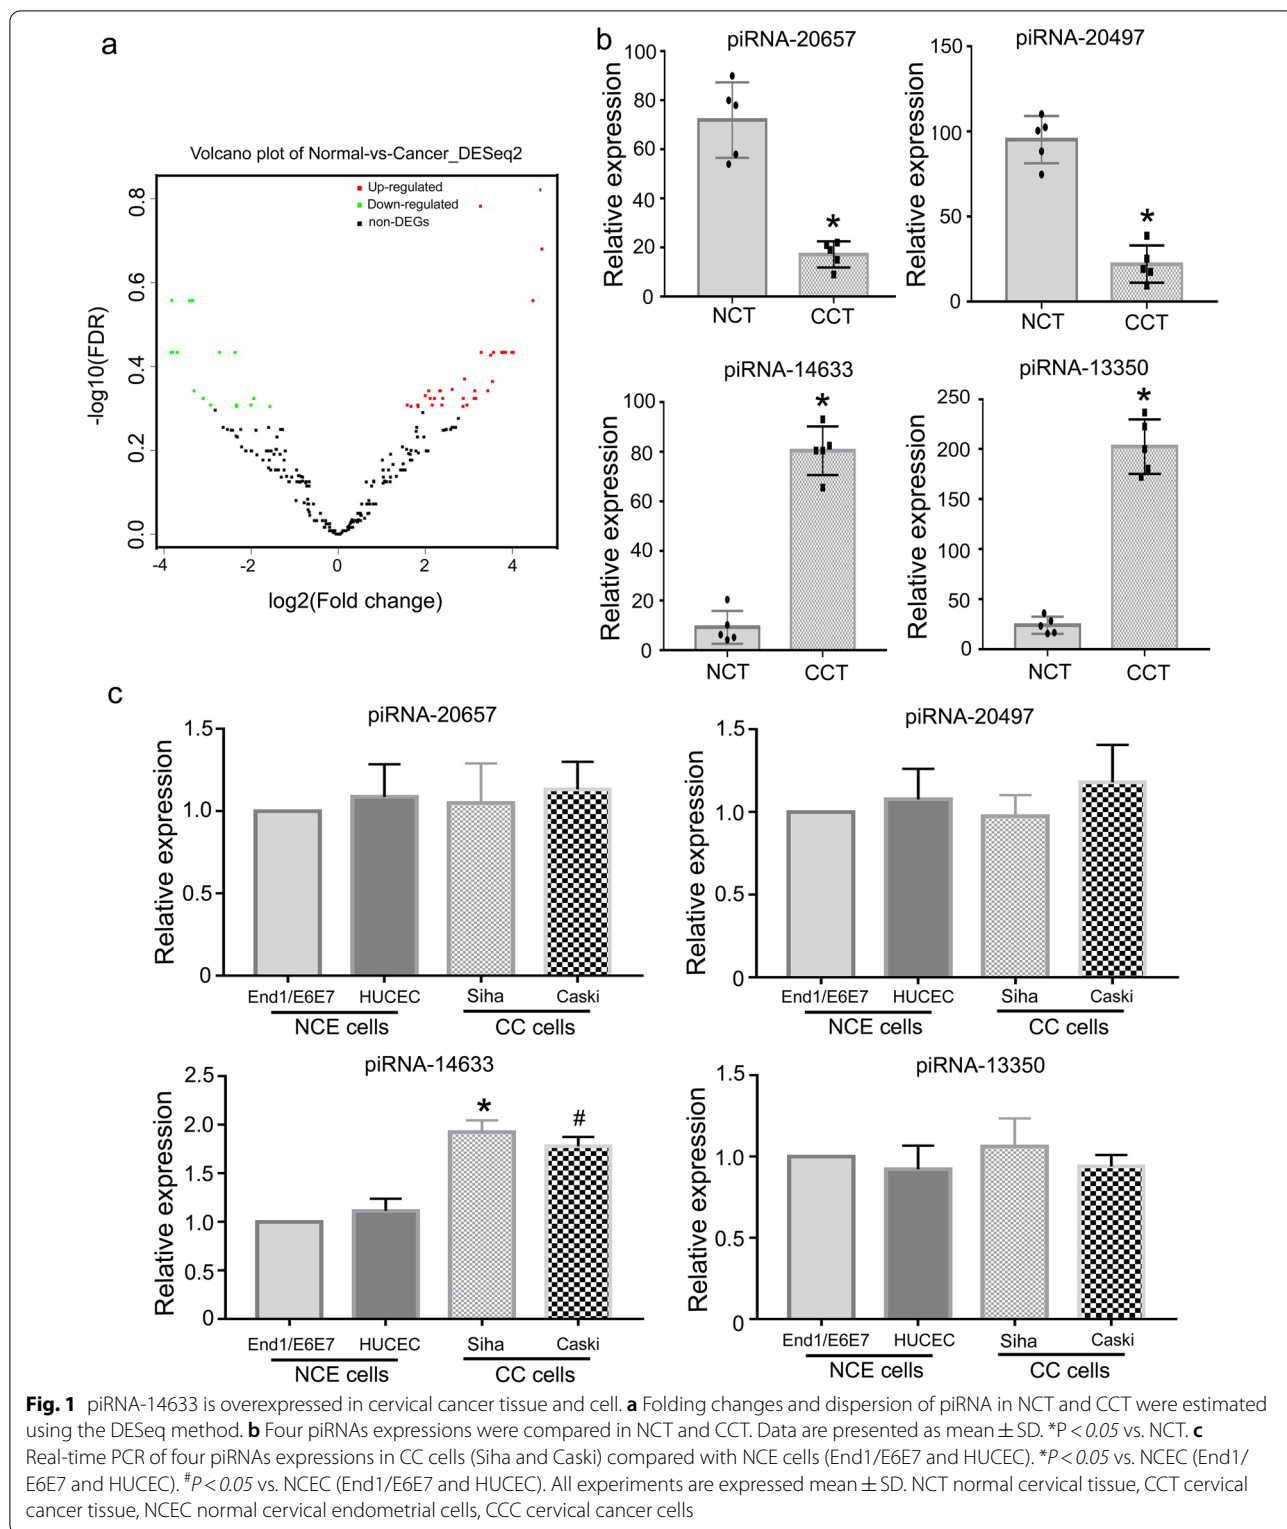 a
Volcano plot of Normal-vs-Cancer_DESeq2
Up-regulated
Down-regulated
non-DEGs
-log10(FDR)
0.8
0.6
0.4
0.2
0.0
-4 -2 0 2 4
log2(Fold change)
b
piRNA-20657
Relative expression
100
80
60
40
20
0
*
NCT CCT
piRNA-20497
Relative expression
150
100
50
0
*
NCT CCT
piRNA-14633
Relative expression
100
80
60
40
20
0
*
NCT CCT
piRNA-13350
Relative expression
250
200
150
100
50
0
*
NCT CCT
c
piRNA-20657
Relative expression
1.5
1.0
0.5
0
End1/E6E7 HUCEC Siha Caski
NCE cells CC cells
piRNA-20497
Relative expression
1.5
1.0
0.5
0
End1/E6E7 HUCEC Siha Caski
NCE cells CC cells
piRNA-14633
Relative expression
2.5
2.0
1.5
1.0
0.5
0
* #
End1/E6E7 HUCEC Siha Caski
NCE cells CC cells
piRNA-13350
Relative expression
1.5
1.0
0.5
0
End1/E6E7 HUCEC Siha Caski
NCE cells CC cells
Fig. 1 piRNA-14633 is overexpressed in cervical cancer tissue and cell. a Folding changes and dispersion of piRNA in NCT and CCT were estimated
using the DESeq method. b Four piRNAs expressions were compared in NCT and CCT. Data are presented as mean ± SD. *P < 0.05 vs. NCT. c
Real-time PCR of four piRNAs expressions in CC cells (Siha and Caski) compared with NCE cells (End1/E6E7 and HUCEC). *P < 0.05 vs. NCEC (End1/
E6E7 and HUCEC). #P < 0.05 vs. NCEC (End1/E6E7 and HUCEC). All experiments are expressed mean ± SD. NCT normal cervical tissue, CCT cervical
cancer tissue, NCEC normal cervical endometrial cells, CCC cervical cancer cells